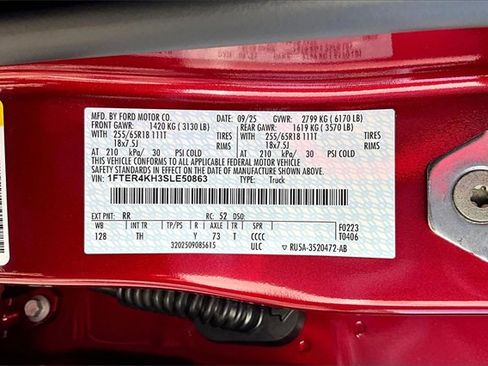 MFD. BY FORD MOTOR CO. 09/25 GVWR: 2799 KG ( 6170 LB)
FRONT GAWR: 1420 KG ( 3130 LB) REAR GAWR: 1619 KG ( 3570 LB)
WITH 255/65R18 111T TIRES WITH 255/65R18 111T TIRES
18x7.5J RIMS 18x7.5J RIMS
AT 210 kPa/ 30 PSI COLD AT 210 kPa/ 30 PSI COLD
THIS VEHICLE CONFORMS TO ALL APPLICABLE FEDERAL MOTOR VEHICLE
SAFETY STANDARDS IN EFFECT ON THE DATE OF MANUFACTURE SHOWN ABOVE.
VIN: 1FTER4KH3SLE50863 TYPE: Truck
EXT PNT: RR RC: 52 DSO:
WB INT TR TP/PS R AXLE TR SPR F0223
128 TH Y 73 T CCCC T0406
3202509085615 ULC RU5A-3520472-AB